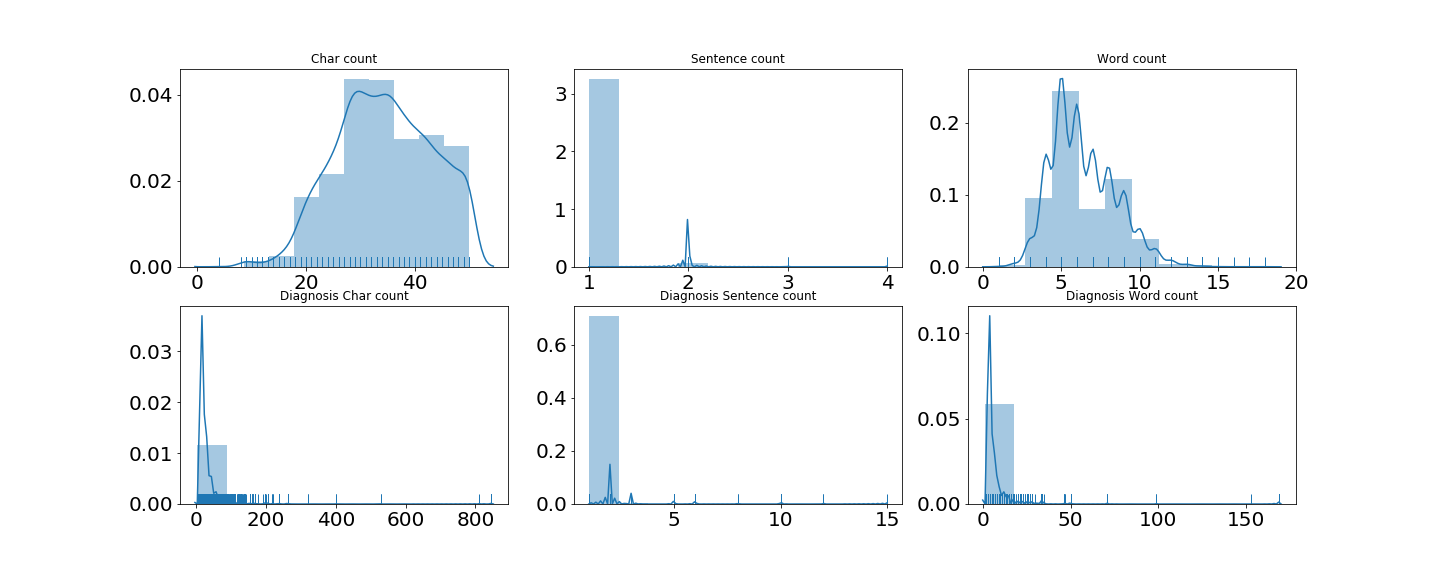 Char count
Sentence count
Word count
0.04
0.02
0.00
0 20 40
3
2
1
0
1 2 3 4
0.2
0.1
0.0
0 5 10 15 20
Diagnosis Char count
Diagnosis Sentence count
Diagnosis Word count
0.03
0.02
0.01
0.00
0 200 400 600 800
0.6
0.4
0.2
0.0
5 10 15
0.10
0.05
0.00
0 50 100 150